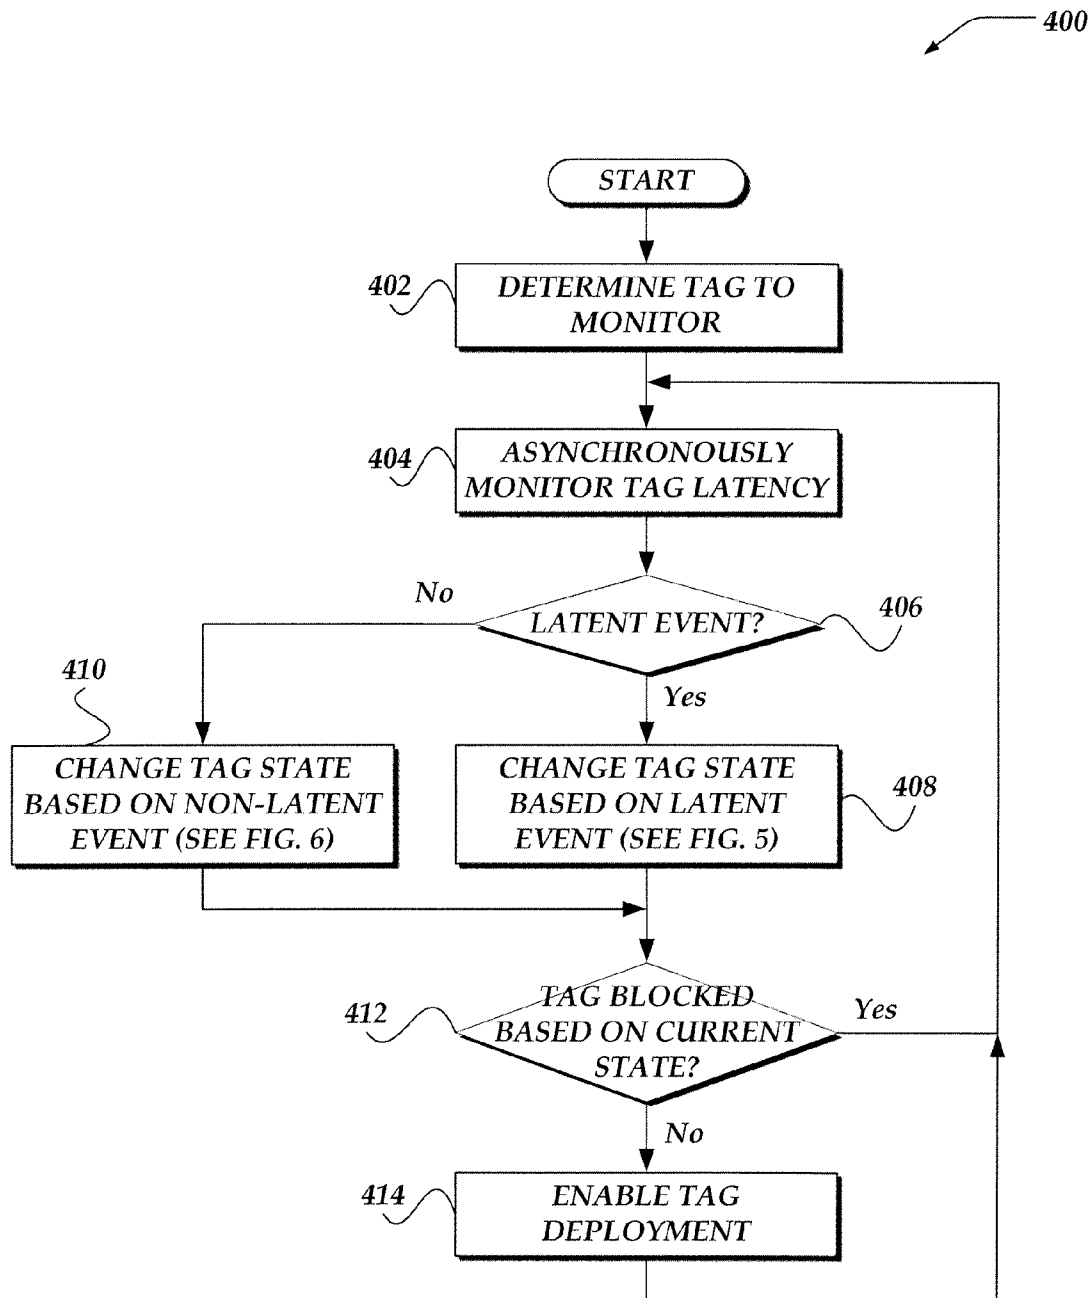 400
START
402
DETERMINE TAG TO
MONITOR
404
ASYNCHRONOUSLY
MONITOR TAG LATENCY
No
LATENT EVENT?
406
Yes
410
CHANGE TAG STATE
BASED ON NON-LATENT
EVENT (SEE FIG. 6)
CHANGE TAG STATE
BASED ON LATENT
EVENT (SEE FIG. 5)
408
412
TAG BLOCKED
BASED ON CURRENT
STATE?
Yes
No
414
ENABLE TAG
DEPLOYMENT